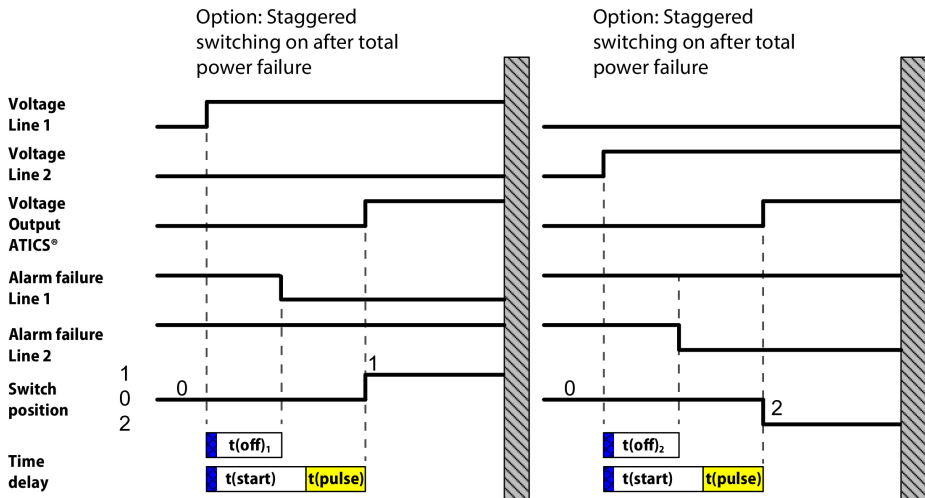 Option: Staggered
switching on after total
power failure
Option: Staggered
switching on after total
power failure
Voltage
Line 1
Voltage
Line 2
Voltage
Output
ATICS®
Alarm failure
Line 1
Alarm failure
Line 2
Switch
position
1
0
2
0
1
0
2
Time
delay
t(off)₁
t(start)
t(pulse)
t(off)₂
t(start)
t(pulse)